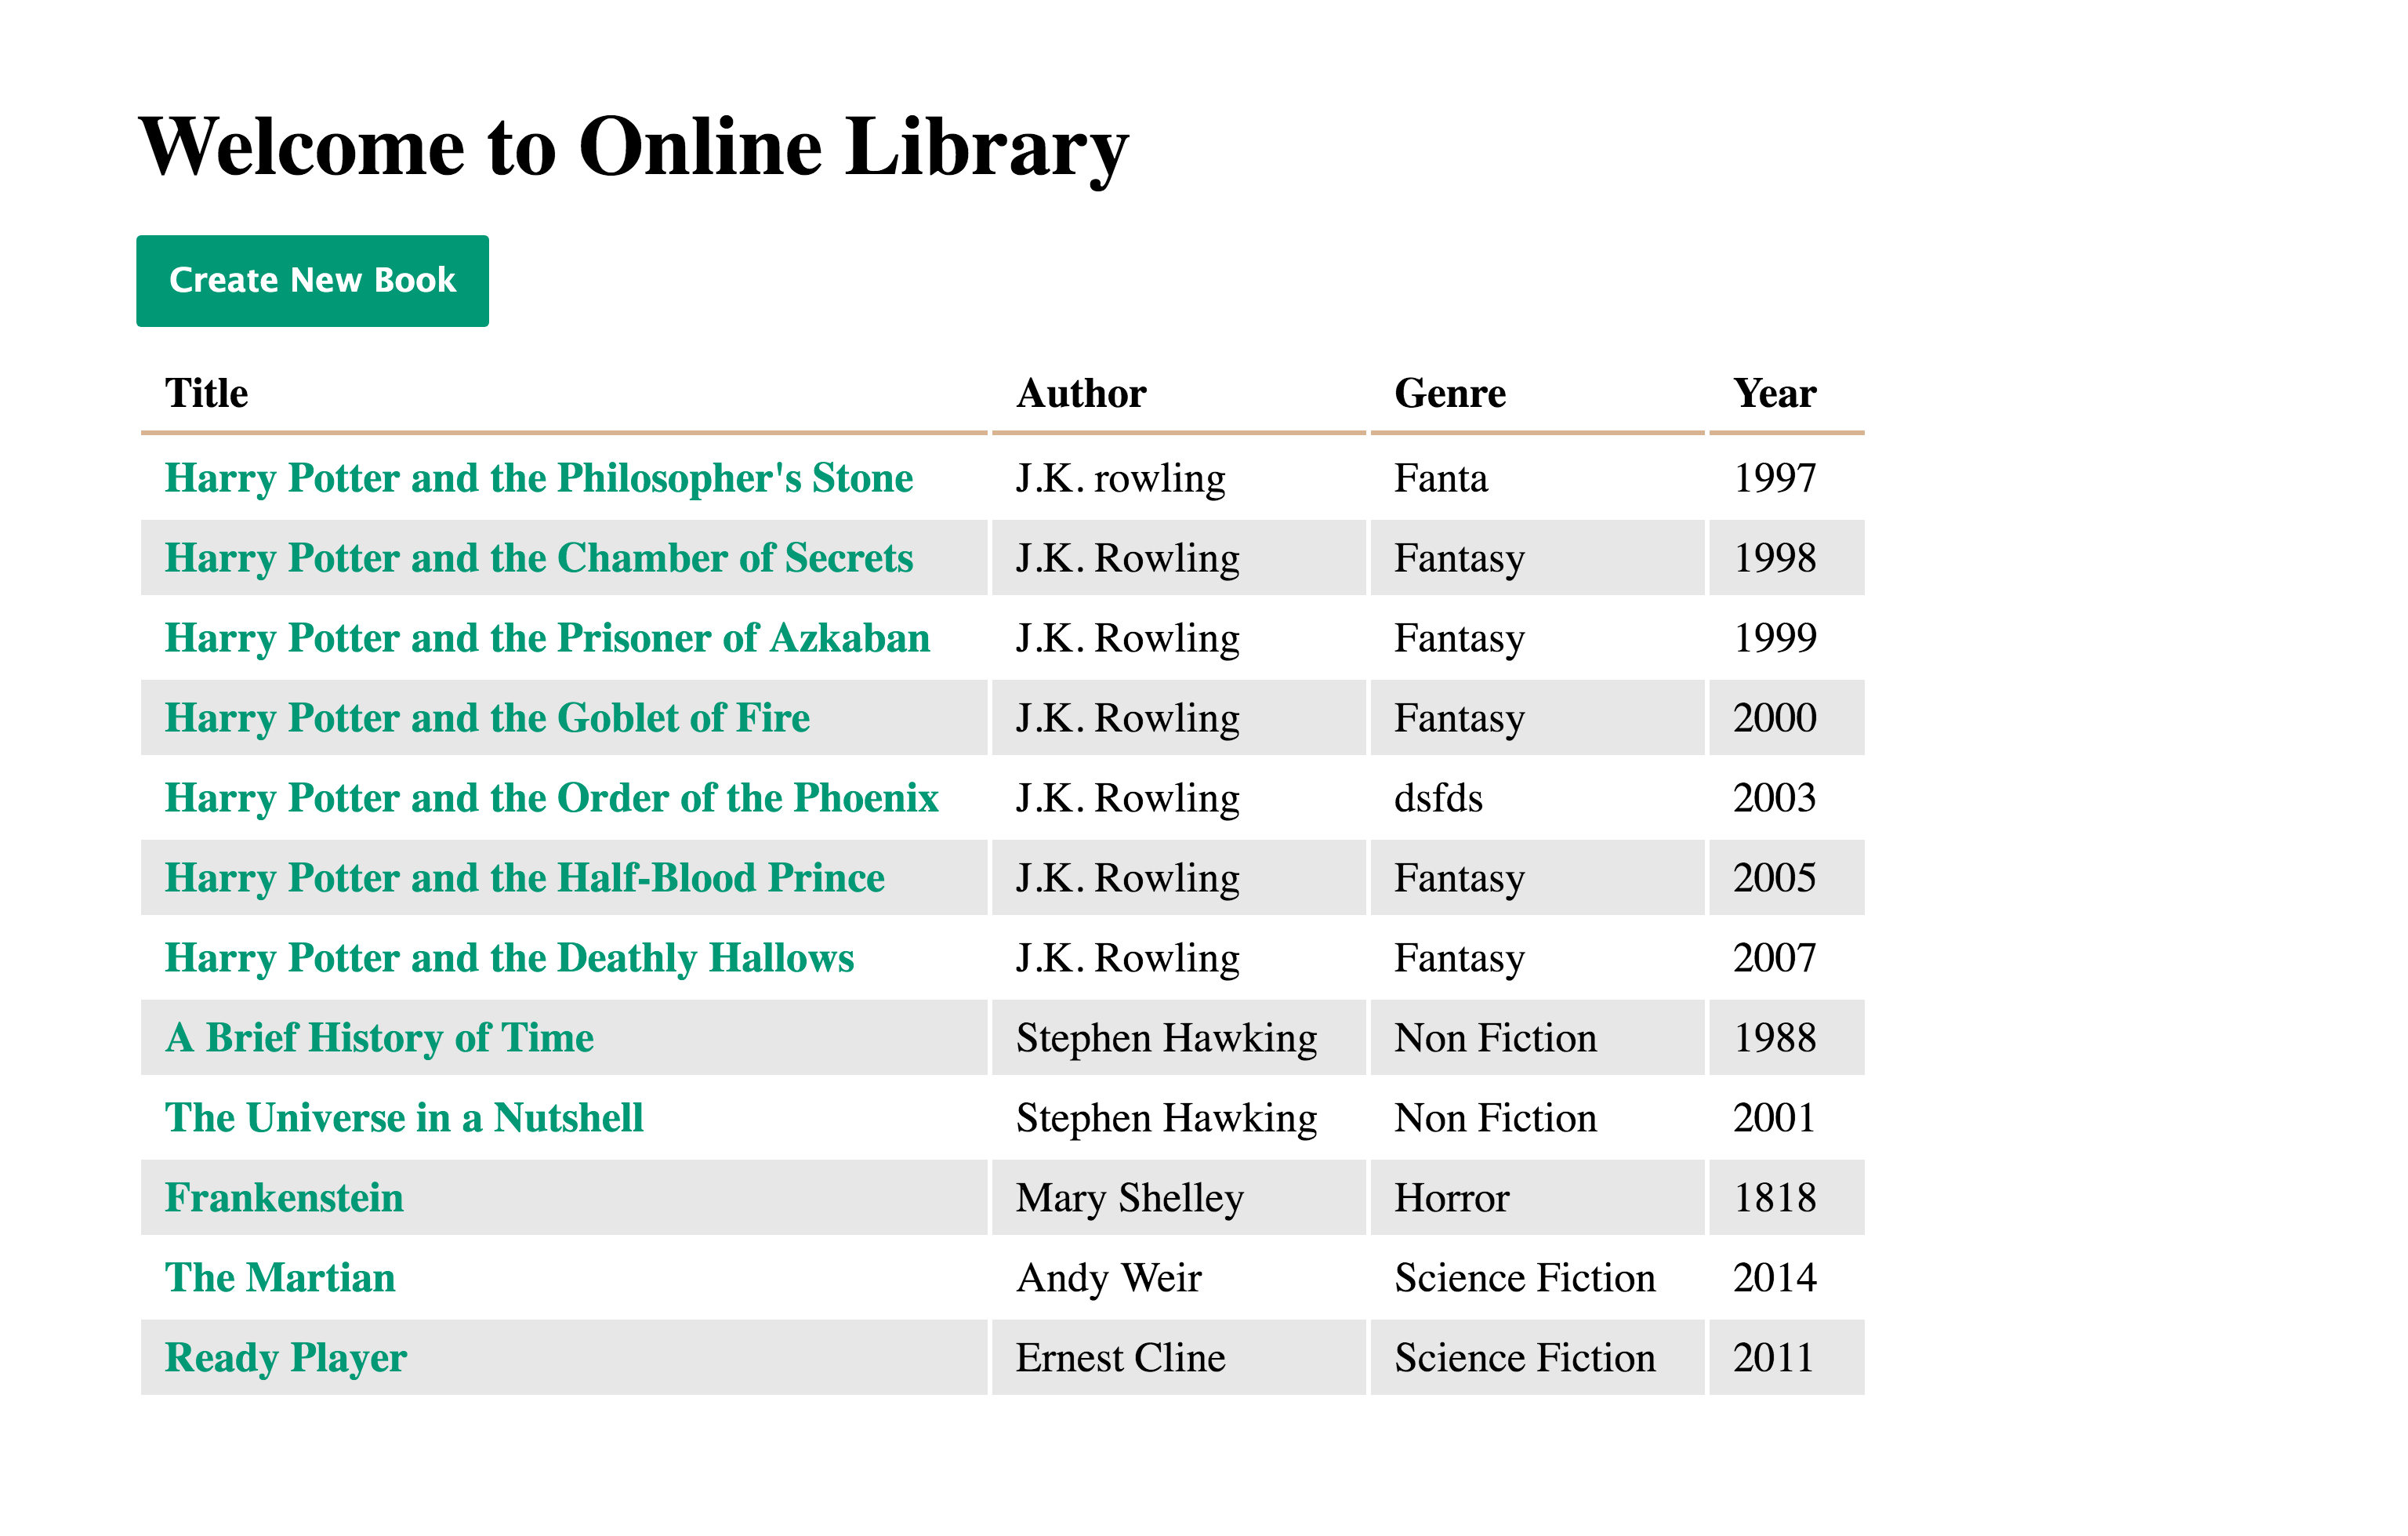 Welcome to Online Library
Create New Book
Title Author Genre Year
Harry Potter and the Philosopher's Stone J.K. rowling Fanta 1997
Harry Potter and the Chamber of Secrets J.K. Rowling Fantasy 1998
Harry Potter and the Prisoner of Azkaban J.K. Rowling Fantasy 1999
Harry Potter and the Goblet of Fire J.K. Rowling Fantasy 2000
Harry Potter and the Order of the Phoenix J.K. Rowling dsfds 2003
Harry Potter and the Half-Blood Prince J.K. Rowling Fantasy 2005
Harry Potter and the Deathly Hallows J.K. Rowling Fantasy 2007
A Brief History of Time Stephen Hawking Non Fiction 1988
The Universe in a Nutshell Stephen Hawking Non Fiction 2001
Frankenstein Mary Shelley Horror 1818
The Martian Andy Weir Science Fiction 2014
Ready Player Ernest Cline Science Fiction 2011